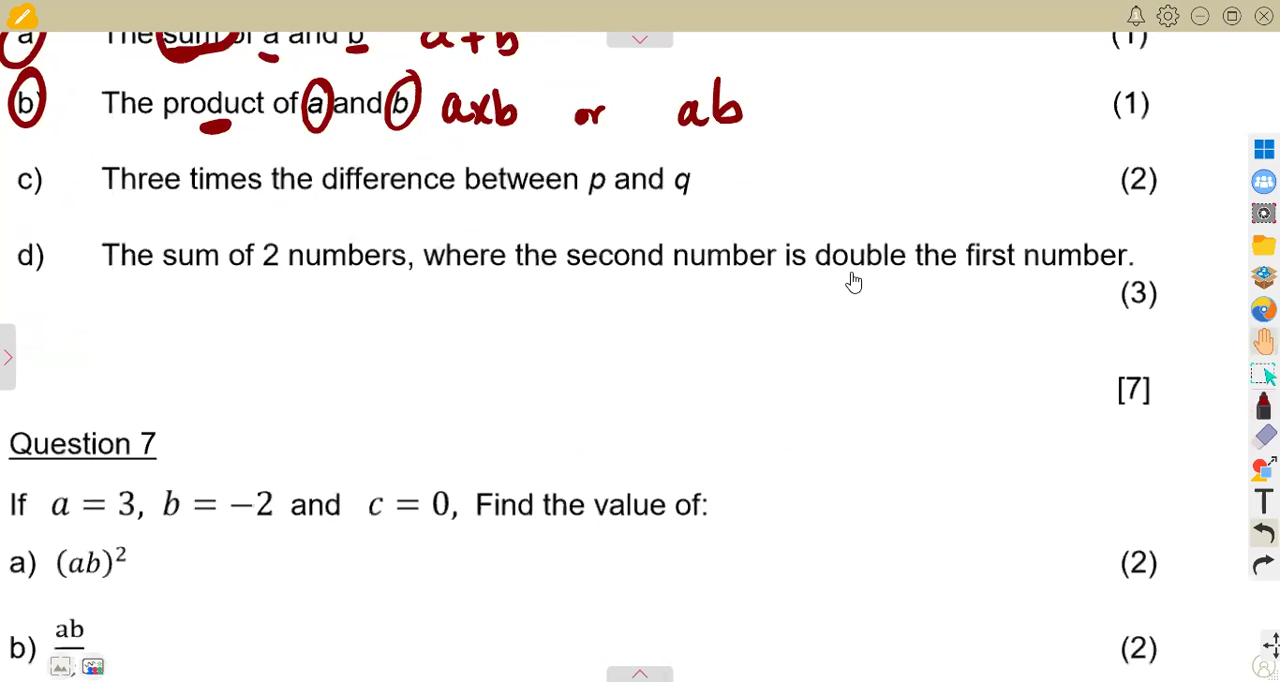 a) The sum of a and b a + b (1)
b) The product of a and b axb or ab (1)
c) Three times the difference between p and q (2)
d) The sum of 2 numbers, where the second number is double the first number.
(3)
[7]
Question 7
If a = 3, b = −2 and c = 0, Find the value of:
a) (ab)² (2)
b) ab (2)